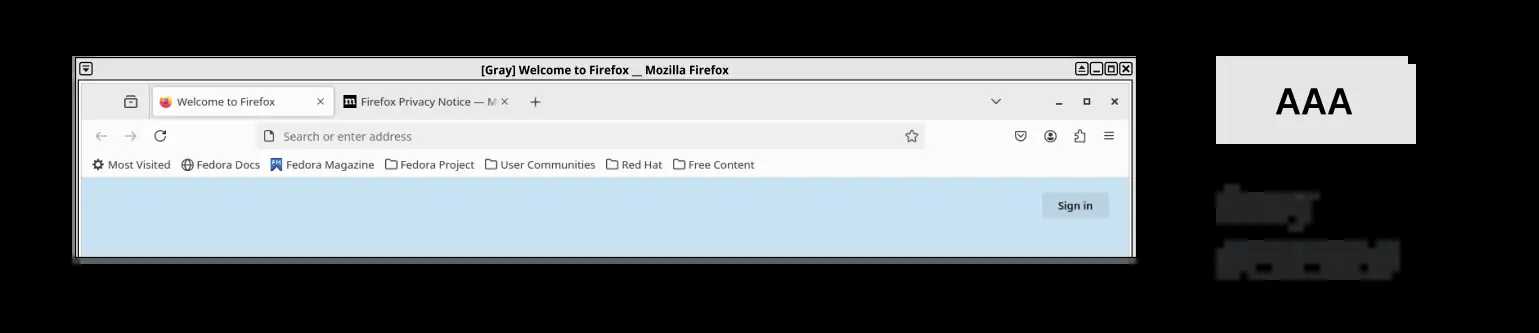 [Gray] Welcome to Firefox __ Mozilla Firefox
Welcome to Firefox
Firefox Privacy Notice — M
Search or enter address
Most Visited Fedora Docs Fedora Magazine Fedora Project User Communities Red Hat Free Content
Sign in
AAA